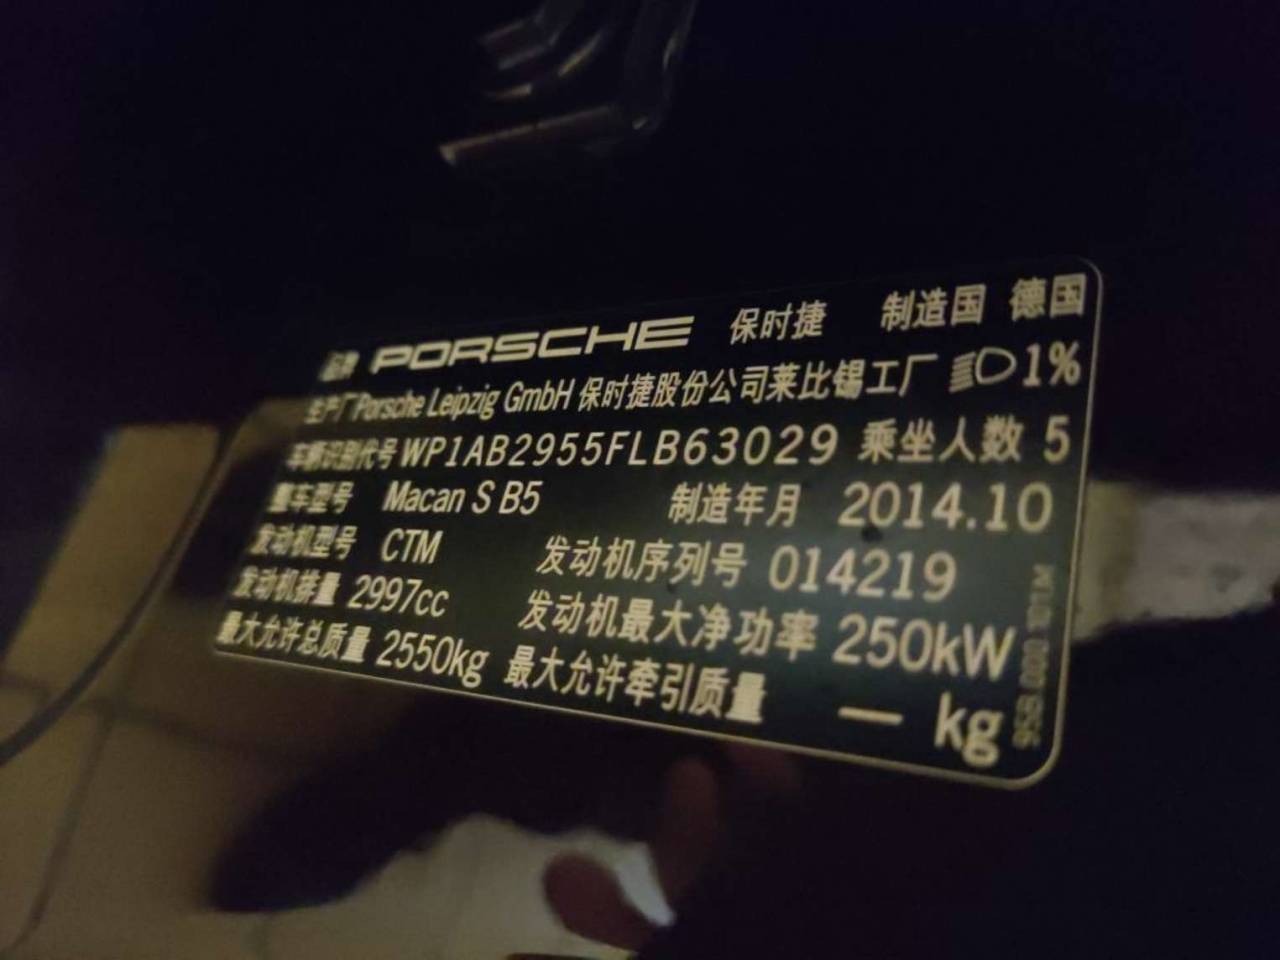 品牌 PORSCHE 保时捷 制造国 德国
生产厂 Porsche Leipzig GmbH 保时捷股份公司莱比锡工厂 1%
车辆识别代号 WP1AB2955FLB63029 乘坐人数 5
整车型号 Macan S B5 制造年月 2014.10
发动机型号 CTM 发动机序列号 014219
发动机排量 2997cc 发动机最大净功率 250kW
最大允许总质量 2550kg 最大允许牵引质量 — kg